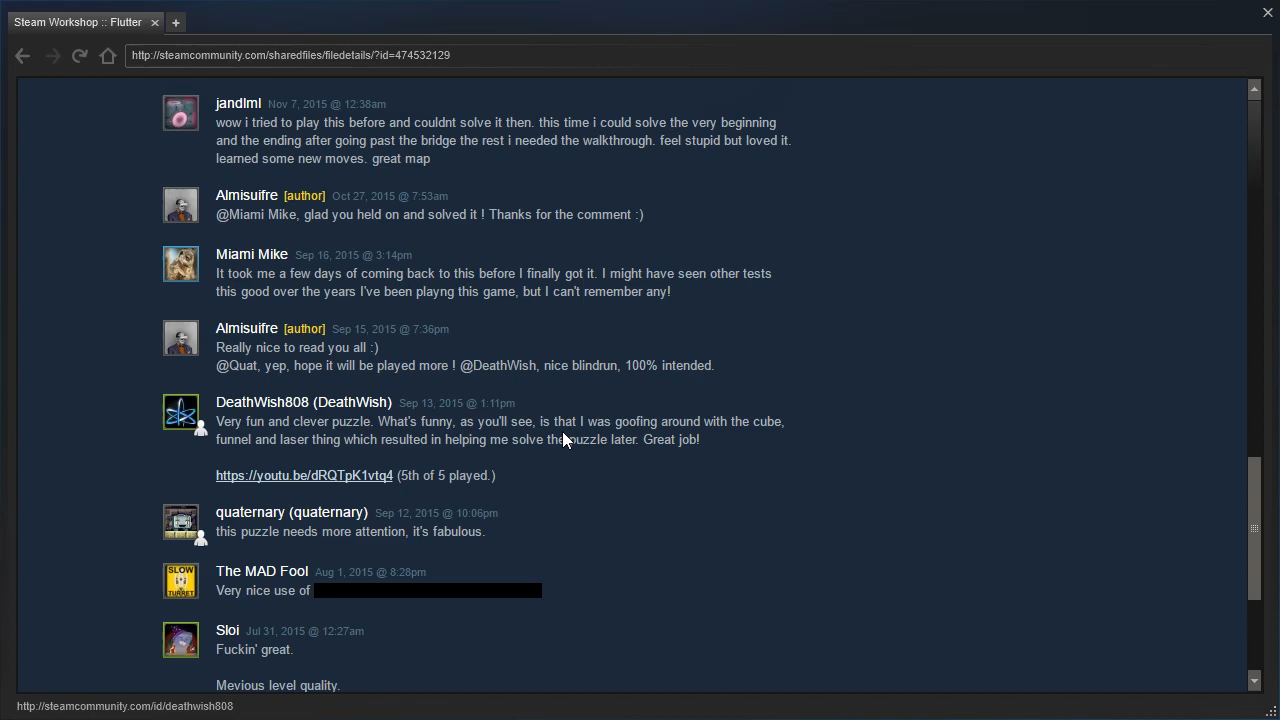 Steam Workshop :: Flutter
http://steamcommunity.com/sharedfiles/filedetails/?id=474532129
jandlml Nov 7, 2015 @ 12:38am
wow i tried to play this before and couldnt solve it then. this time i could solve the very beginning
and the ending after going past the bridge the rest i needed the walkthrough. feel stupid but loved it.
learned some new moves. great map
Almisuifre [author] Oct 27, 2015 @ 7:53am
@Miami Mike, glad you held on and solved it ! Thanks for the comment :)
Miami Mike Sep 16, 2015 @ 3:14pm
It took me a few days of coming back to this before I finally got it. I might have seen other tests
this good over the years I've been playng this game, but I can't remember any!
Almisuifre [author] Sep 15, 2015 @ 7:36pm
Really nice to read you all :)
@Quat, yep, hope it will be played more ! @DeathWish, nice blindrun, 100% intended.
DeathWish808 (DeathWish) Sep 13, 2015 @ 1:11pm
Very fun and clever puzzle. What's funny, as you'll see, is that I was goofing around with the cube,
funnel and laser thing which resulted in helping me solve the puzzle later. Great job!
https://youtu.be/dRQTpK1vtq4 (5th of 5 played.)
quaternary (quaternary) Sep 12, 2015 @ 10:06pm
this puzzle needs more attention, it's fabulous.
SLOW
TURRET
The MAD Fool Aug 1, 2015 @ 8:28pm
Very nice use of
Sloi Jul 31, 2015 @ 12:27am
Fuckin' great.
Mevious level quality.
http://steamcommunity.com/id/deathwish808